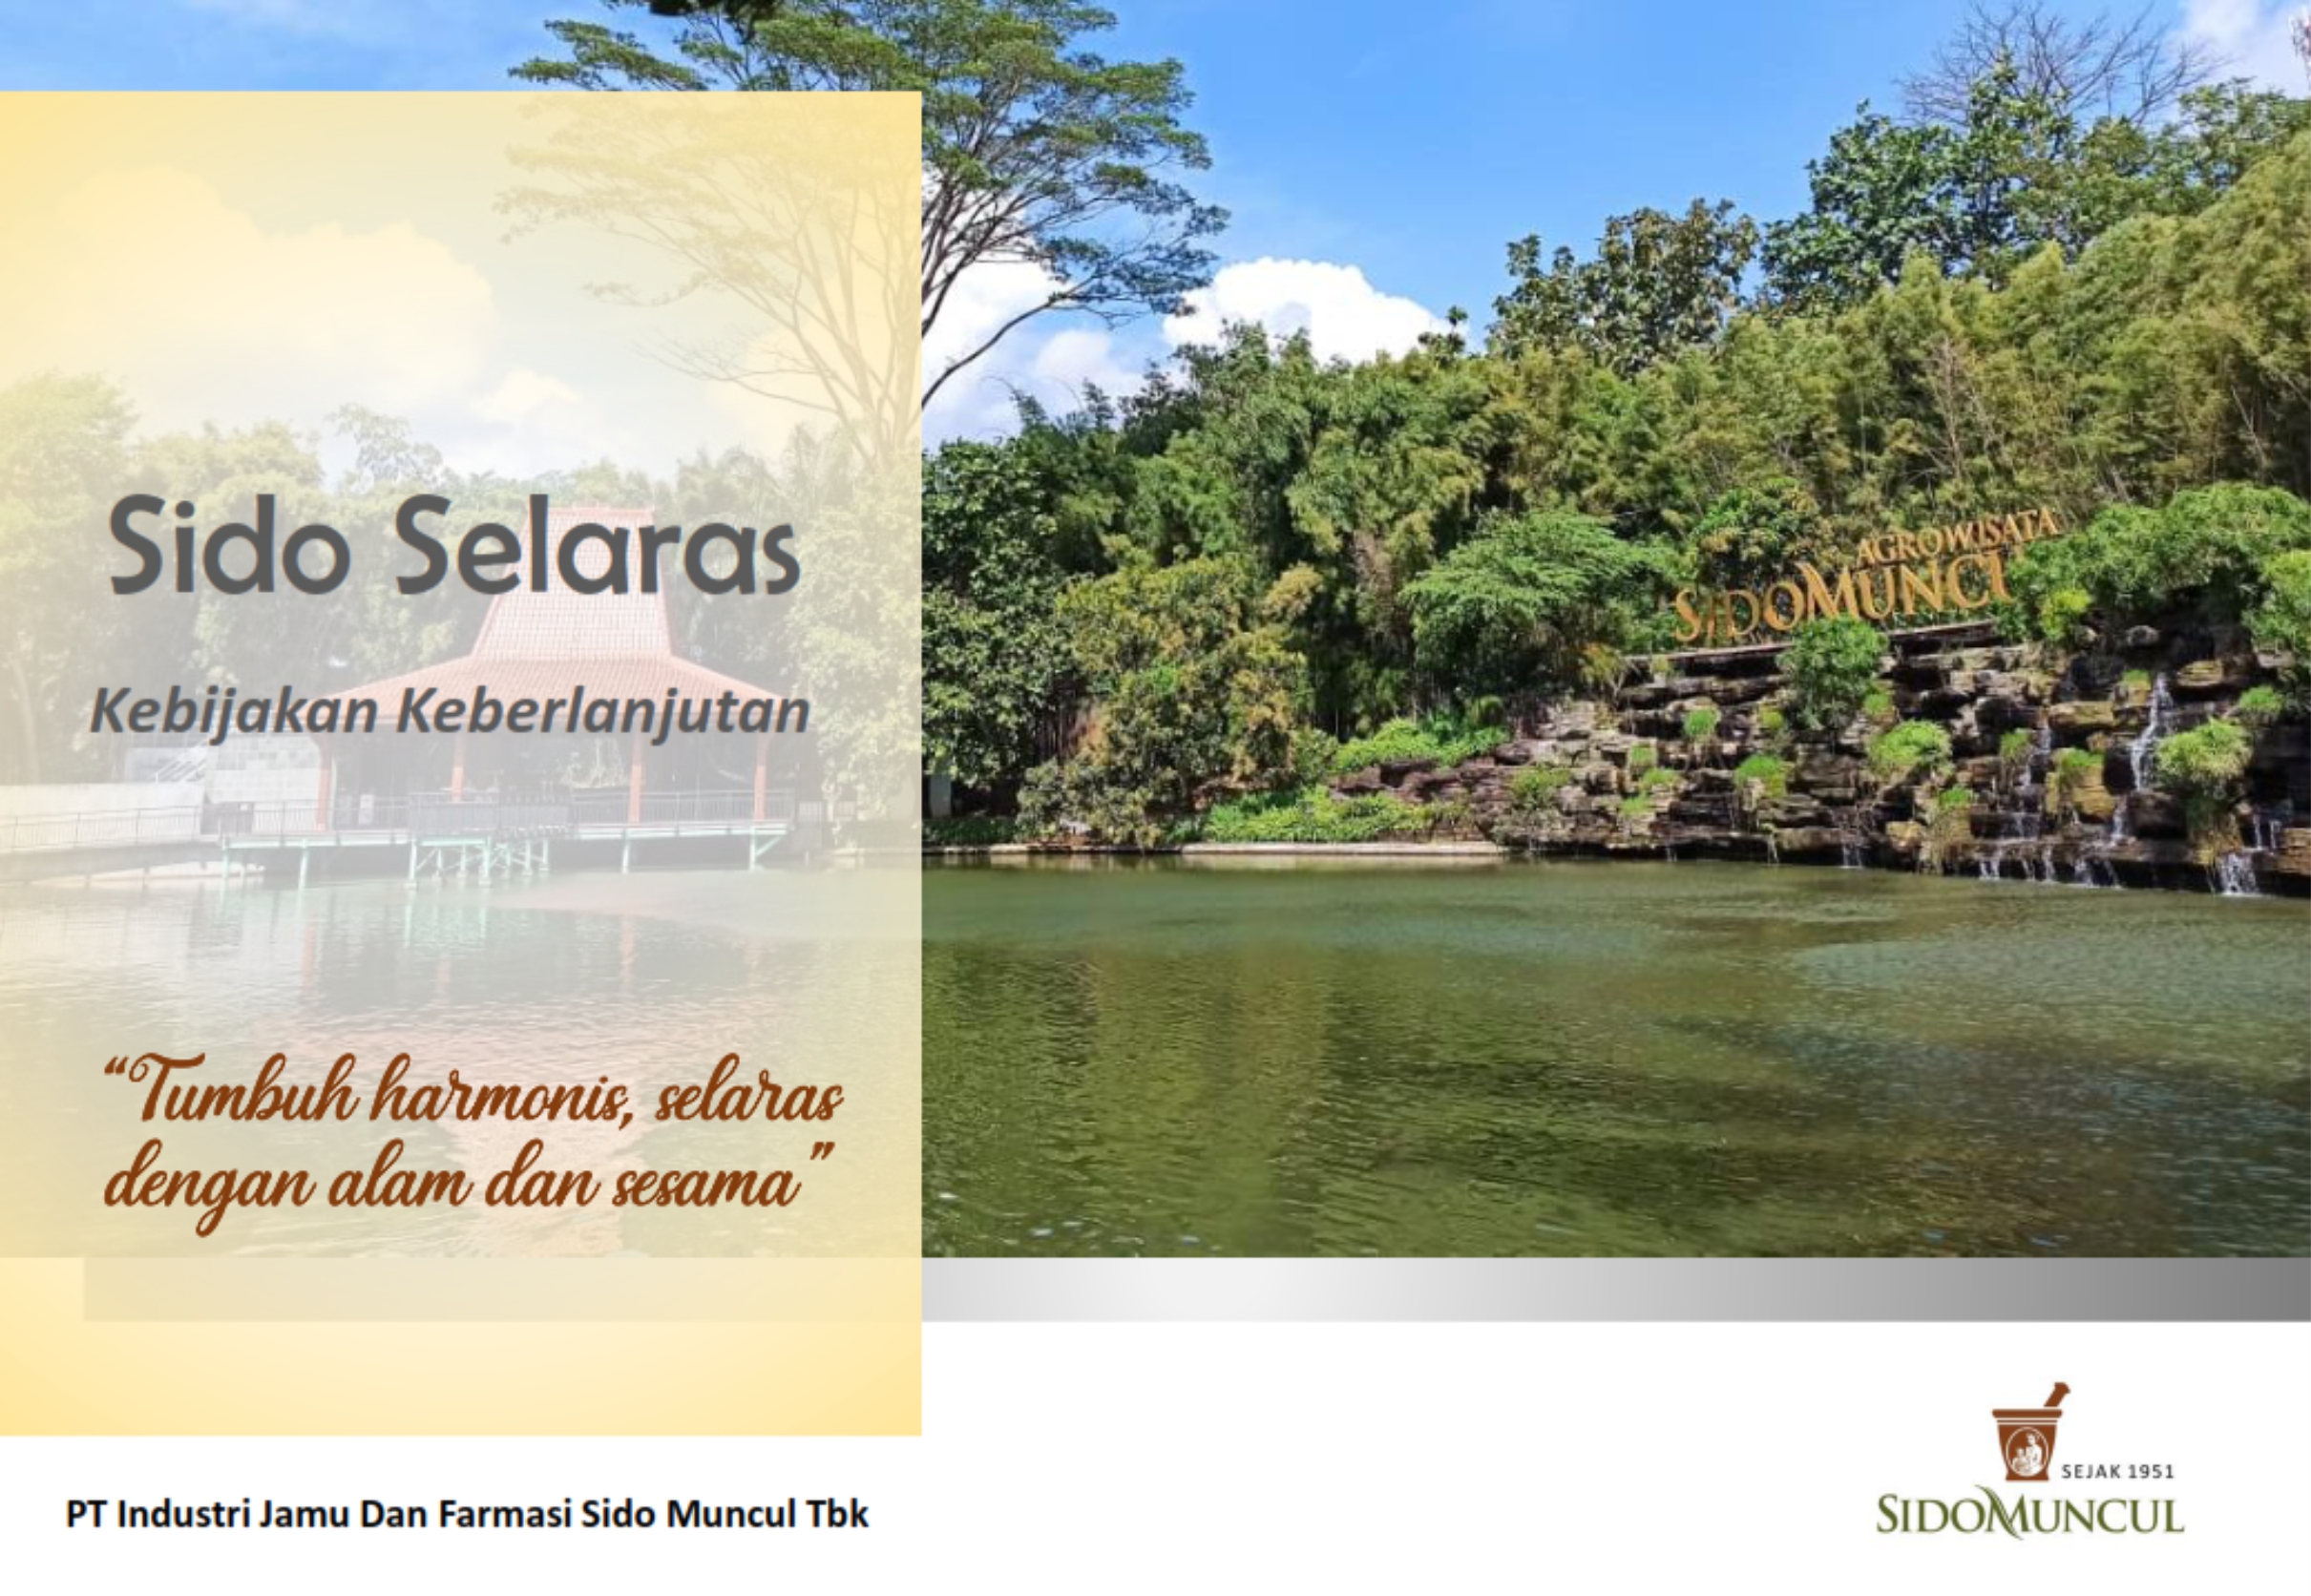 Sido Selaras
Kebijakan Keberlanjutan
AGROWISATA
SIDOMUNCUL
“Tumbuh harmonis, selaras
dengan alam dan sesama”
SEJAK 1951
SIDOMUNCUL
PT Industri Jamu Dan Farmasi Sido Muncul Tbk